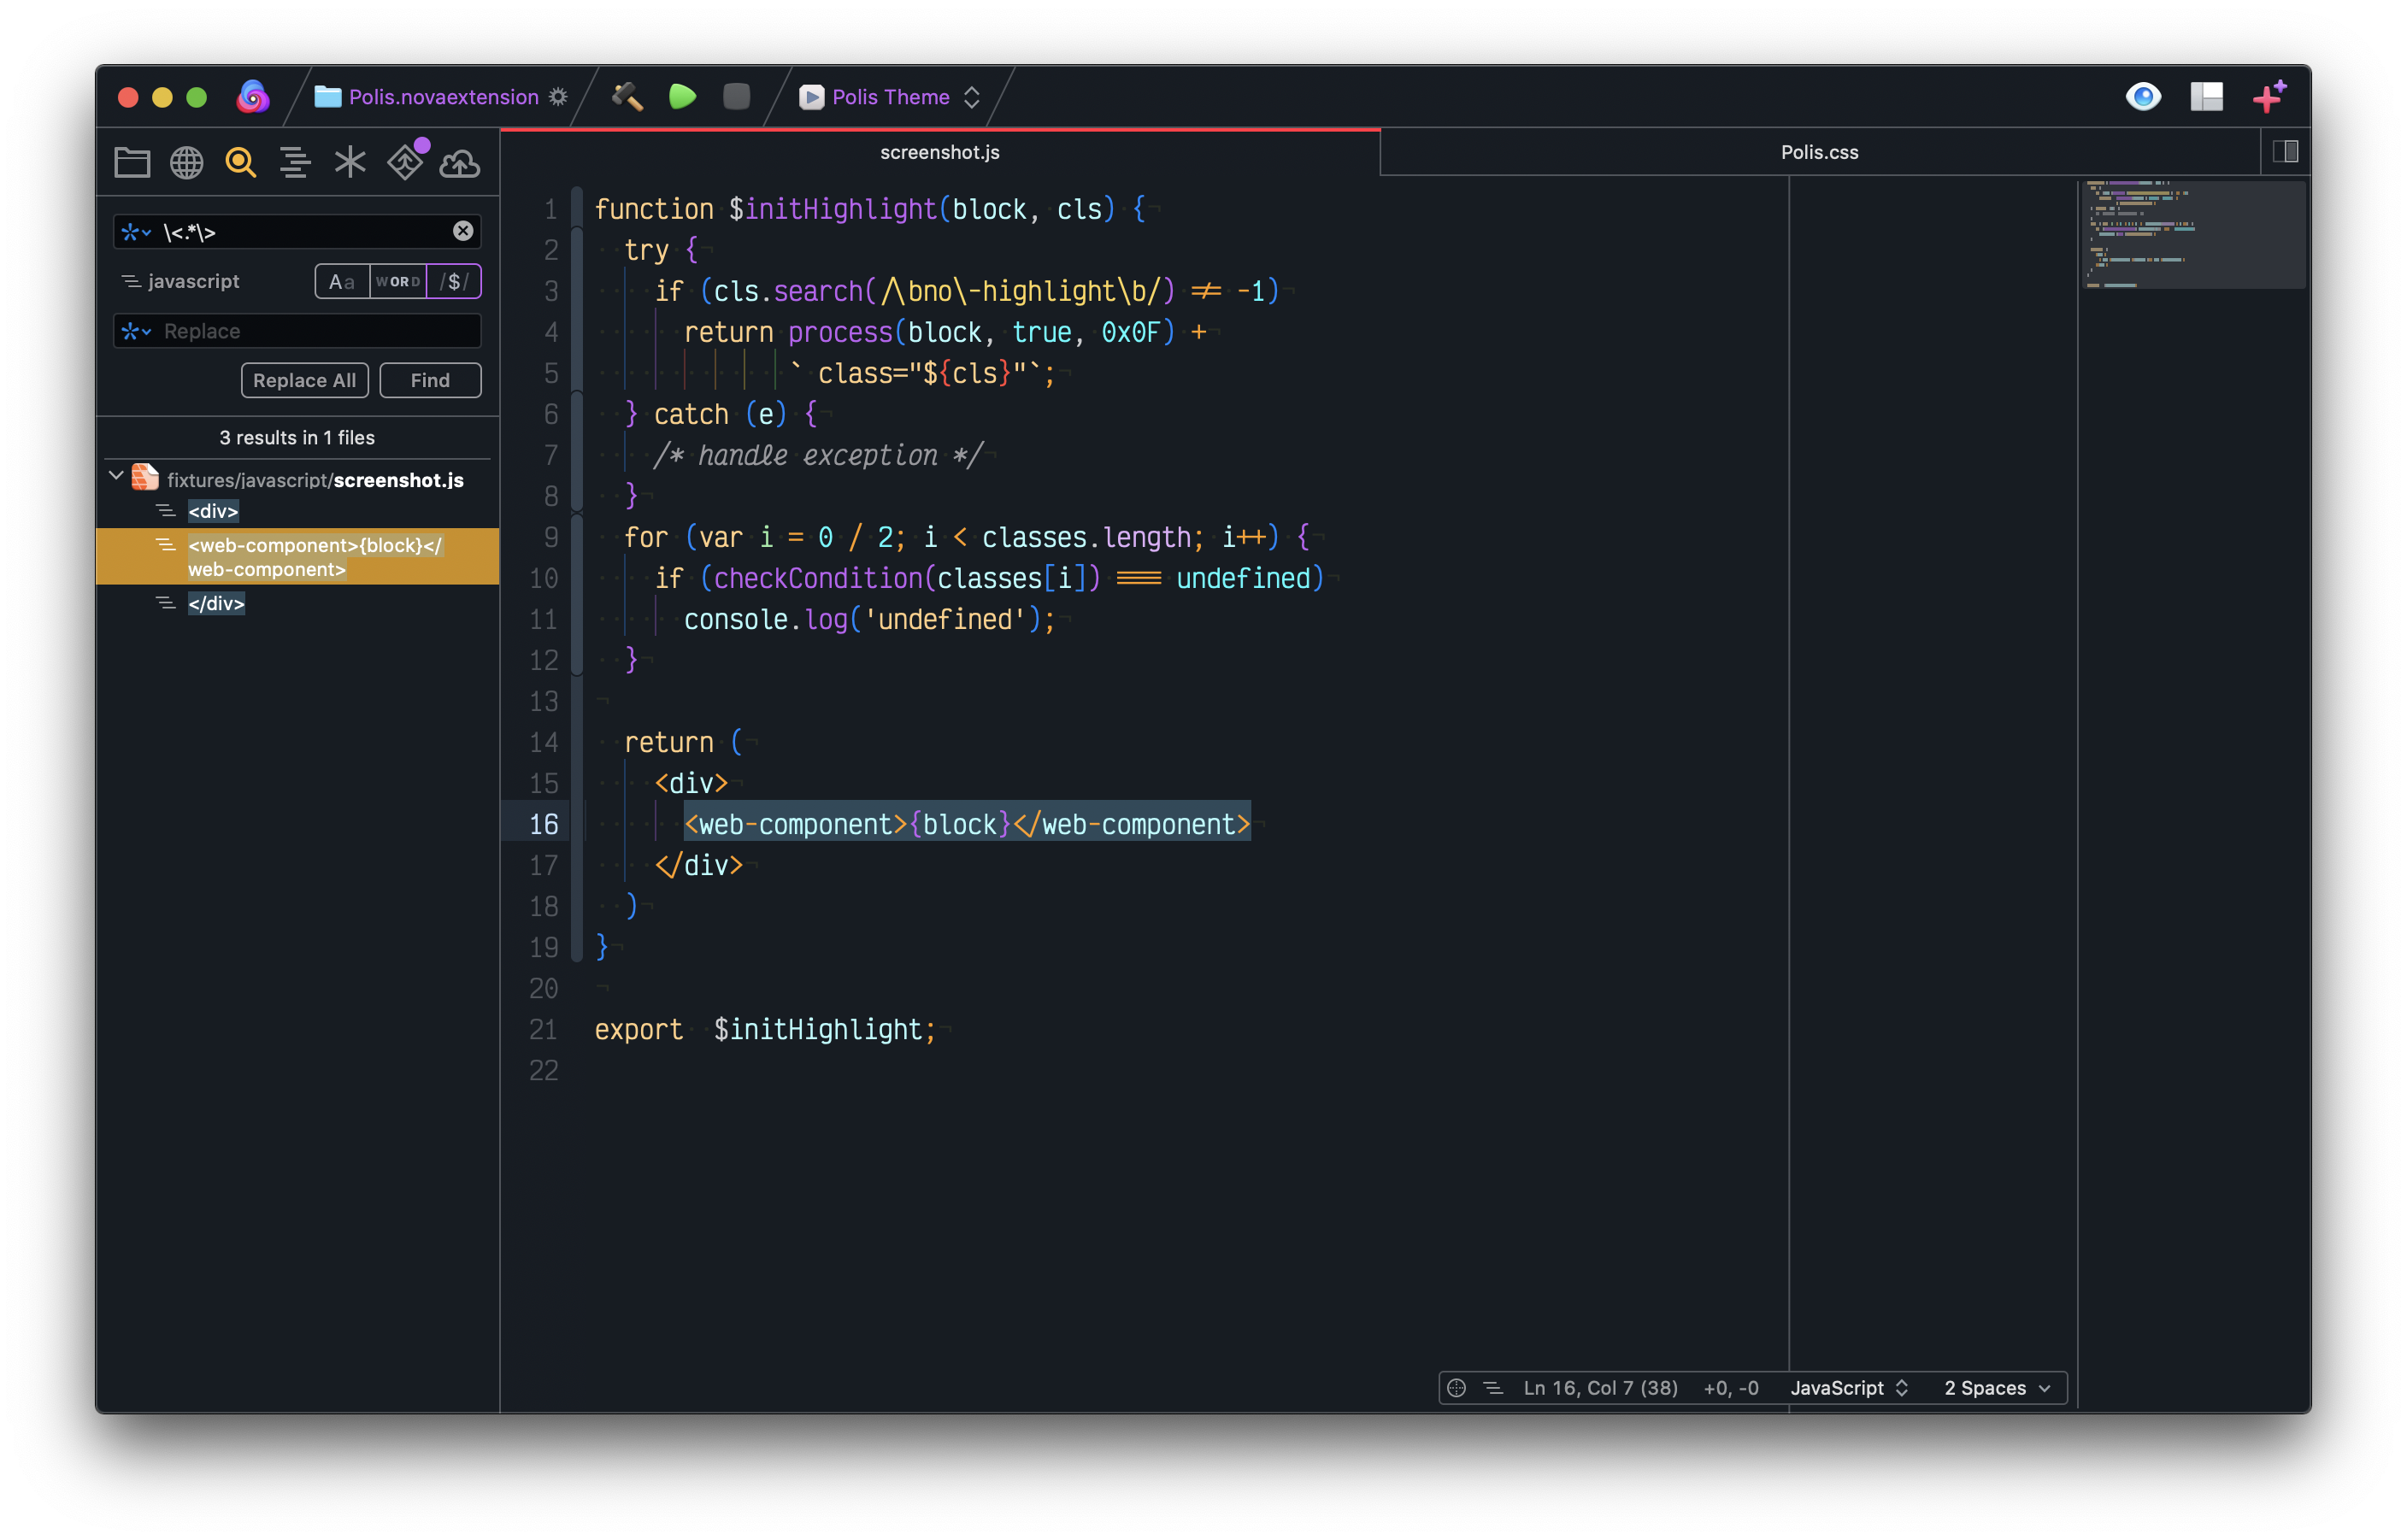 Polis.novaextension
Polis Theme
\<.*\>
javascript
Aa
WORD
/$/
Replace
Replace All
Find
3 results in 1 files
fixtures/javascript/screenshot.js
<div>
<web-component>{block}</
web-component>
</div>
screenshot.js
Polis.css
1 function $initHighlight(block, cls) {
2 try {
3 if (cls.search(/\bno\-highlight\b/) != -1)
4 return process(block, true, 0x0F) +
5 ` class="${cls}"`;
6 } catch (e) {
7 /* handle exception */
8 }
9 for (var i = 0 / 2; i < classes.length; i++) {
10 if (checkCondition(classes[i]) === undefined)
11 console.log('undefined');
12 }
13
14 return (
15 <div>
16 <web-component>{block}</web-component>
17 </div>
18 )
19 }
20
21 export  $initHighlight;
22
Ln 16, Col 7 (38) +0, -0 JavaScript 2 Spaces